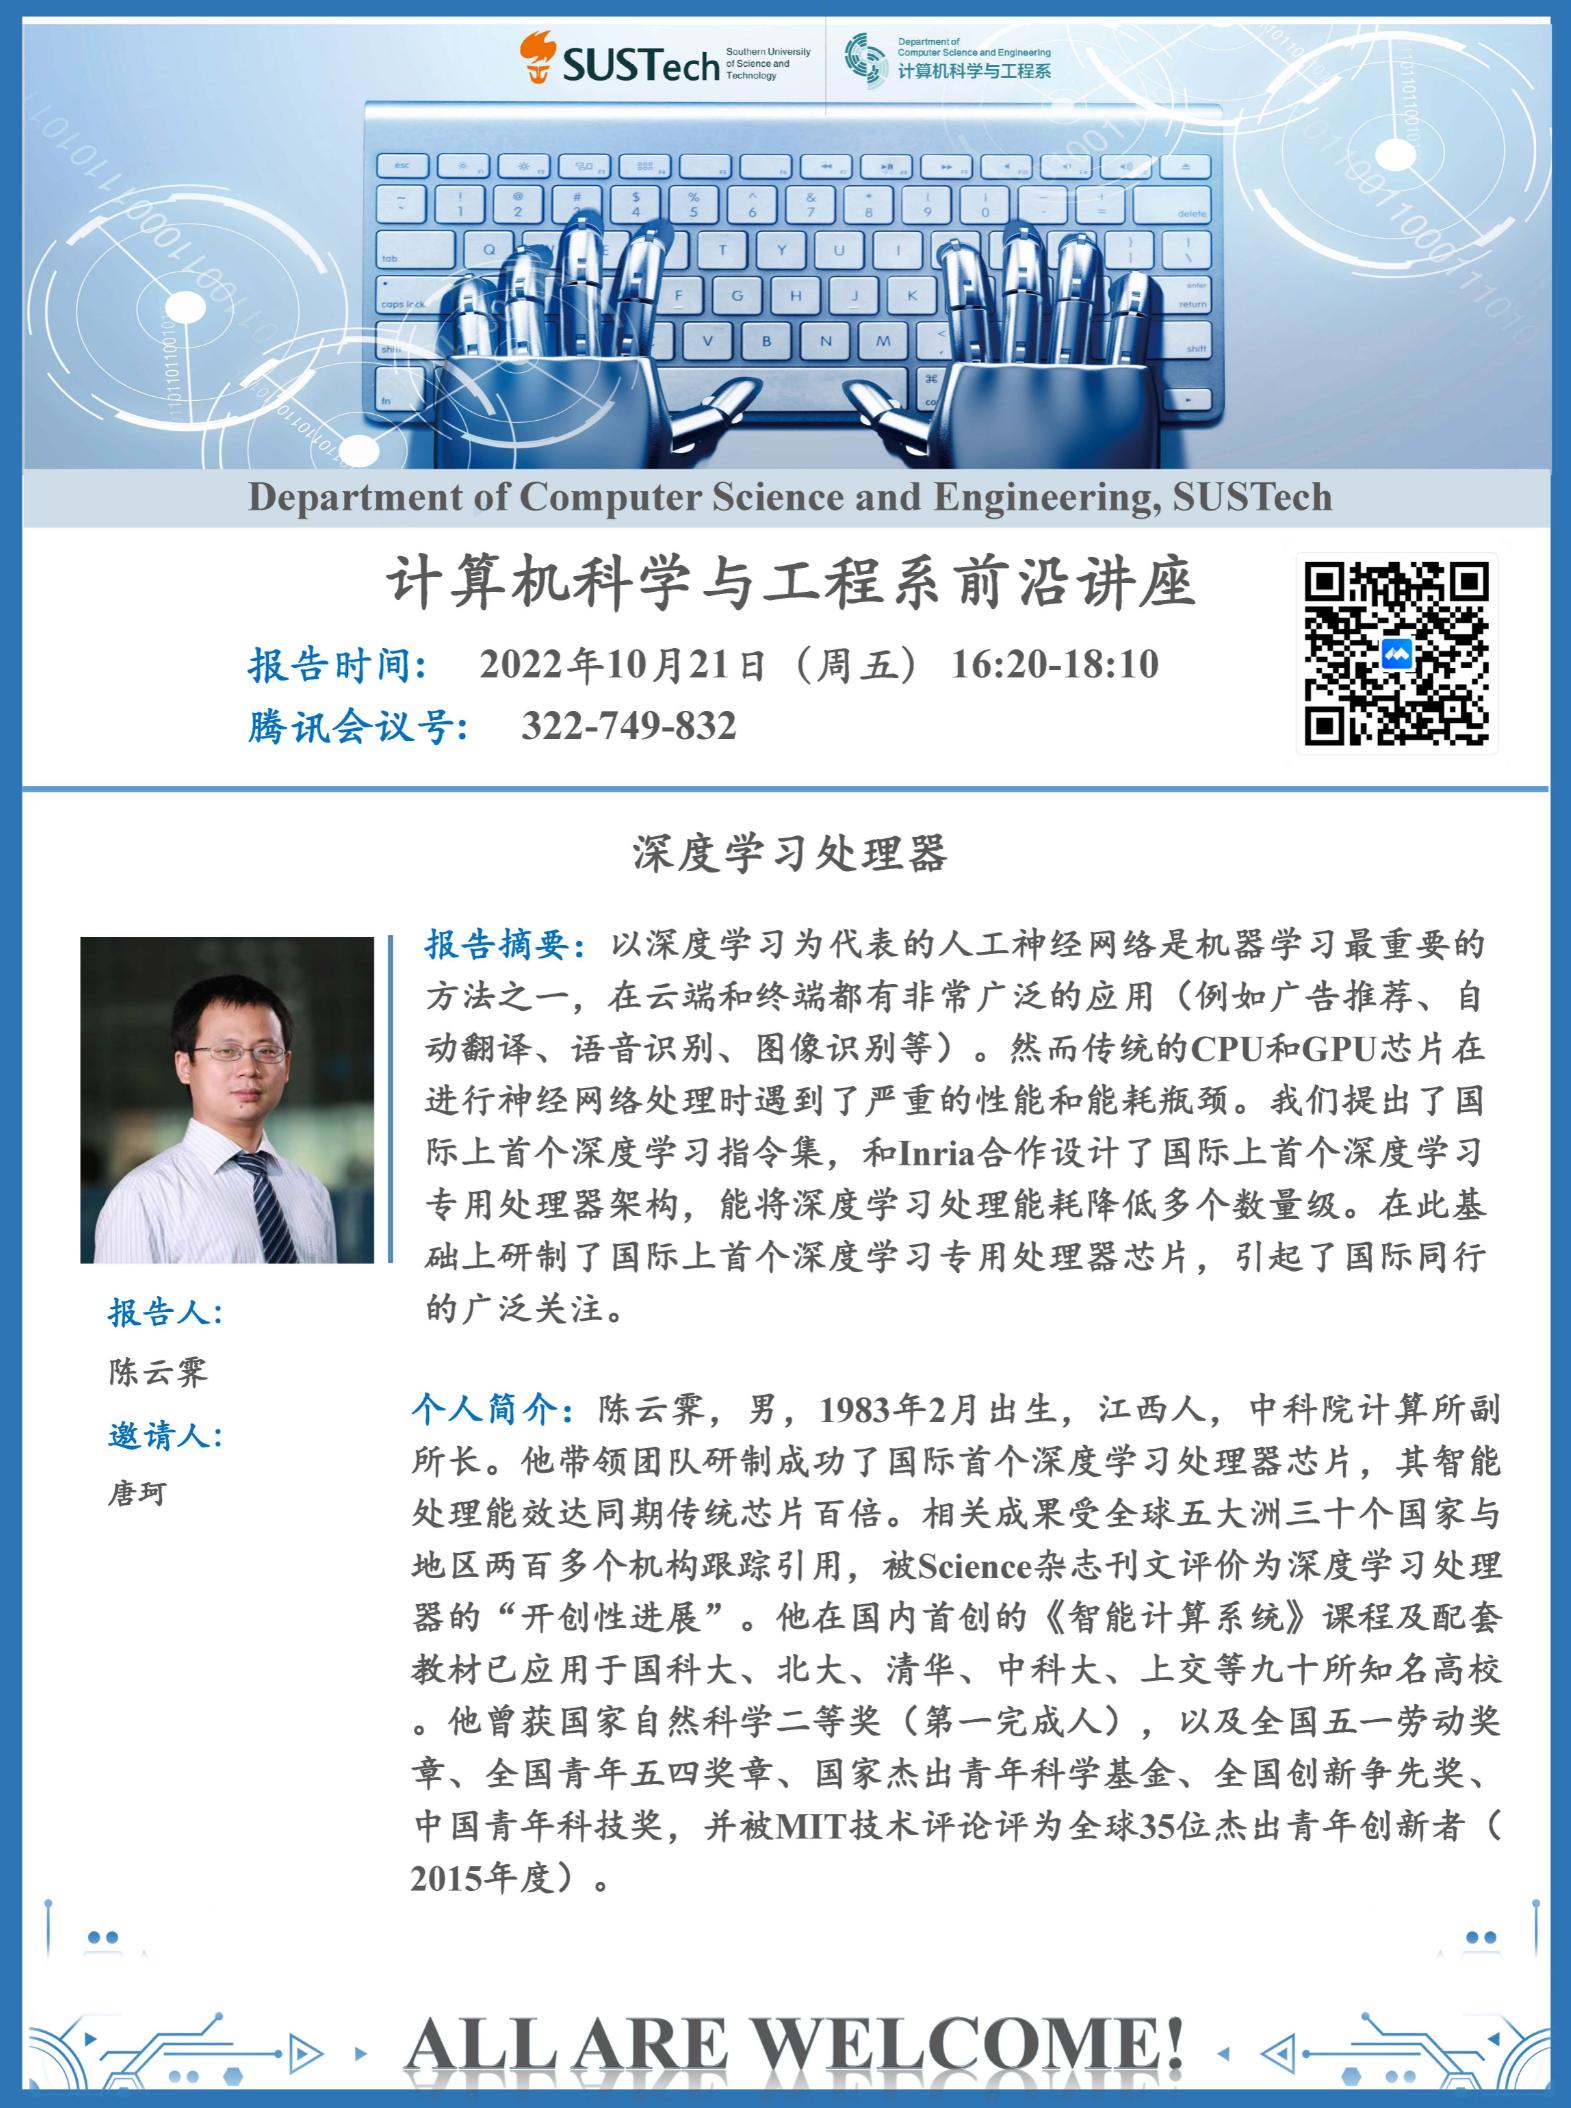 SUSTech
Southern University
of Science and
Technology
Department of
Computer Science and Engineering
计算机科学与工程系
Department of Computer Science and Engineering, SUSTech
计算机科学与工程系前沿讲座
报告时间: 2022年10月21日（周五） 16:20-18:10
腾讯会议号: 322-749-832
深度学习处理器
报告摘要：以深度学习为代表的人工神经网络是机器学习最重要的
方法之一，在云端和终端都有非常广泛的应用（例如广告推荐、自
动翻译、语音识别、图像识别等）。然而传统的CPU和GPU芯片在
进行神经网络处理时遇到了严重的性能和能耗瓶颈。我们提出了国
际上首个深度学习指令集，和Inria合作设计了国际上首个深度学习
专用处理器架构，能将深度学习处理能耗降低多个数量级。在此基
础上研制了国际上首个深度学习专用处理器芯片，引起了国际同行
的广泛关注。
报告人:
陈云霁
邀请人:
唐珂
个人简介：陈云霁，男，1983年2月出生，江西人，中科院计算所副
所长。他带领团队研制成功了国际首个深度学习处理器芯片，其智能
处理能效达同期传统芯片百倍。相关成果受全球五大洲三十个国家与
地区两百多个机构跟踪引用，被Science杂志刊文评价为深度学习处理
器的“开创性进展”。他在国内首创的《智能计算系统》课程及配套
教材已应用于国科大、北大、清华、中科大、上交等九十所知名高校
。他曾获国家自然科学二等奖（第一完成人），以及全国五一劳动奖
章、全国青年五四奖章、国家杰出青年科学基金、全国创新争先奖、
中国青年科技奖，并被MIT技术评论评为全球35位杰出青年创新者（
2015年度）。
ALL ARE WELCOME!